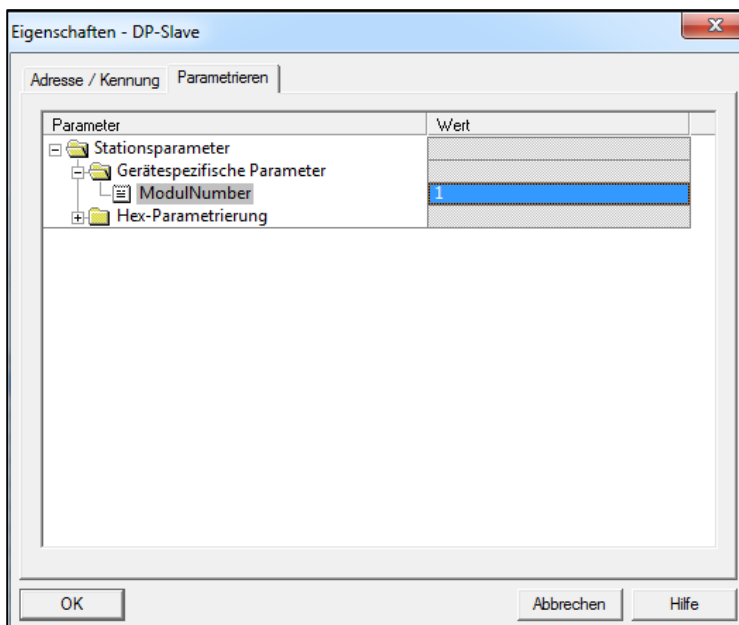 Eigenschaften - DP-Slave
Adresse / Kennung Parametrieren
Parameter Wert
Stationsparameter
Gerätespezifische Parameter
ModulNumber 1
Hex-Parametrierung
OK Abbrechen Hilfe